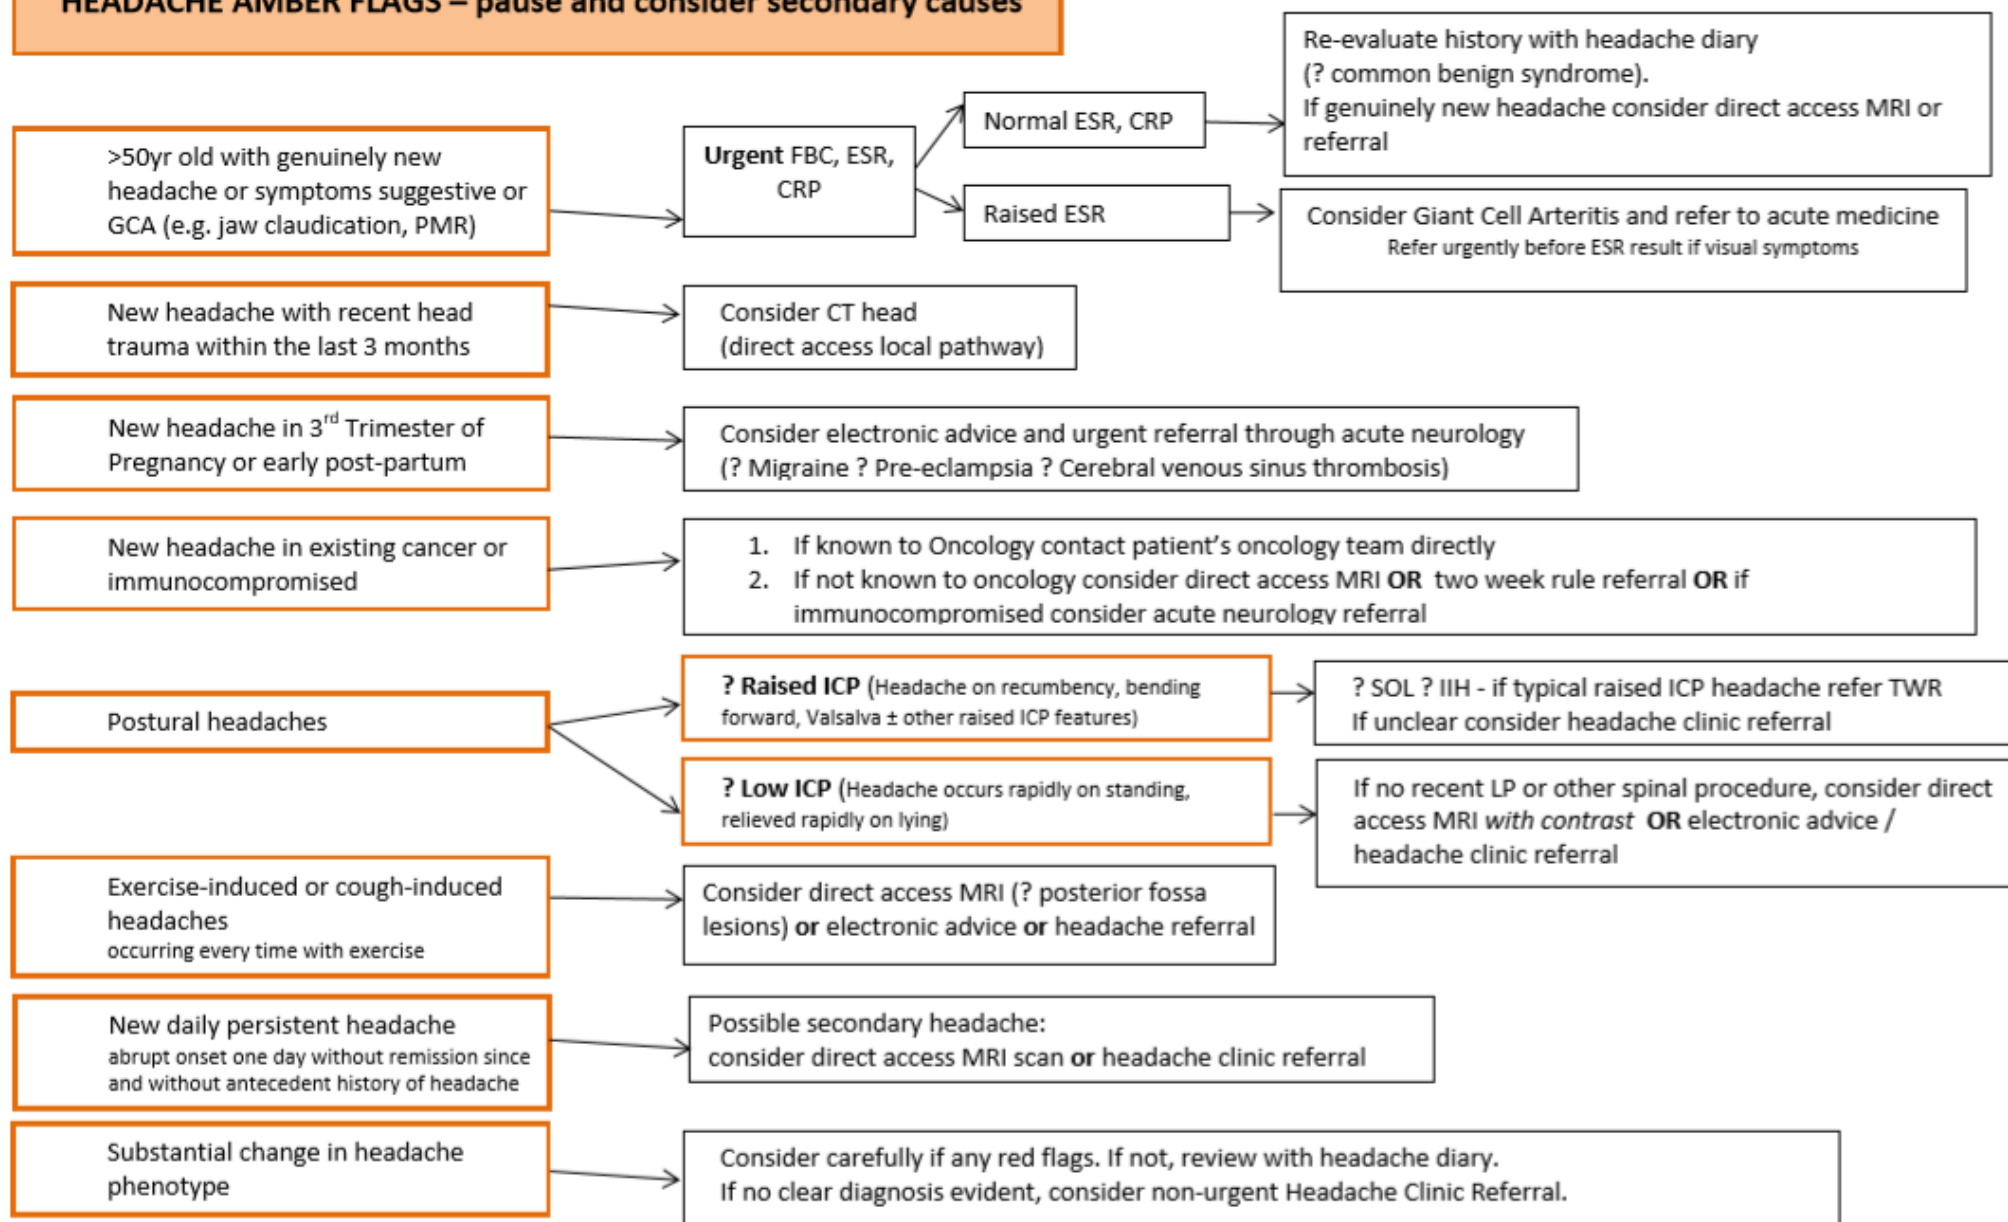 HEADACHE AMBER FLAGS – pause and consider secondary causes
>50yr old with genuinely new
headache or symptoms suggestive or
GCA (e.g. jaw claudication, PMR)
Urgent FBC, ESR,
CRP
Normal ESR, CRP
Re-evaluate history with headache diary
(? common benign syndrome).
If genuinely new headache consider direct access MRI or
referral
Raised ESR
Consider Giant Cell Arteritis and refer to acute medicine
Refer urgently before ESR result if visual symptoms
New headache with recent head
trauma within the last 3 months
Consider CT head
(direct access local pathway)
New headache in 3rd Trimester of
Pregnancy or early post-partum
Consider electronic advice and urgent referral through acute neurology
(? Migraine ? Pre-eclampsia ? Cerebral venous sinus thrombosis)
New headache in existing cancer or
immunocompromised
1. If known to Oncology contact patient’s oncology team directly
2. If not known to oncology consider direct access MRI OR two week rule referral OR if
immunocompromised consider acute neurology referral
Postural headaches
? Raised ICP (Headache on recumbency, bending
forward, Valsalva ± other raised ICP features)
? SOL ? IIH - if typical raised ICP headache refer TWR
If unclear consider headache clinic referral
? Low ICP (Headache occurs rapidly on standing,
relieved rapidly on lying)
If no recent LP or other spinal procedure, consider direct
access MRI with contrast OR electronic advice /
headache clinic referral
Exercise-induced or cough-induced
headaches
occurring every time with exercise
Consider direct access MRI (? posterior fossa
lesions) or electronic advice or headache referral
New daily persistent headache
abrupt onset one day without remission since
and without antecedent history of headache
Possible secondary headache:
consider direct access MRI scan or headache clinic referral
Substantial change in headache
phenotype
Consider carefully if any red flags. If not, review with headache diary.
If no clear diagnosis evident, consider non-urgent Headache Clinic Referral.